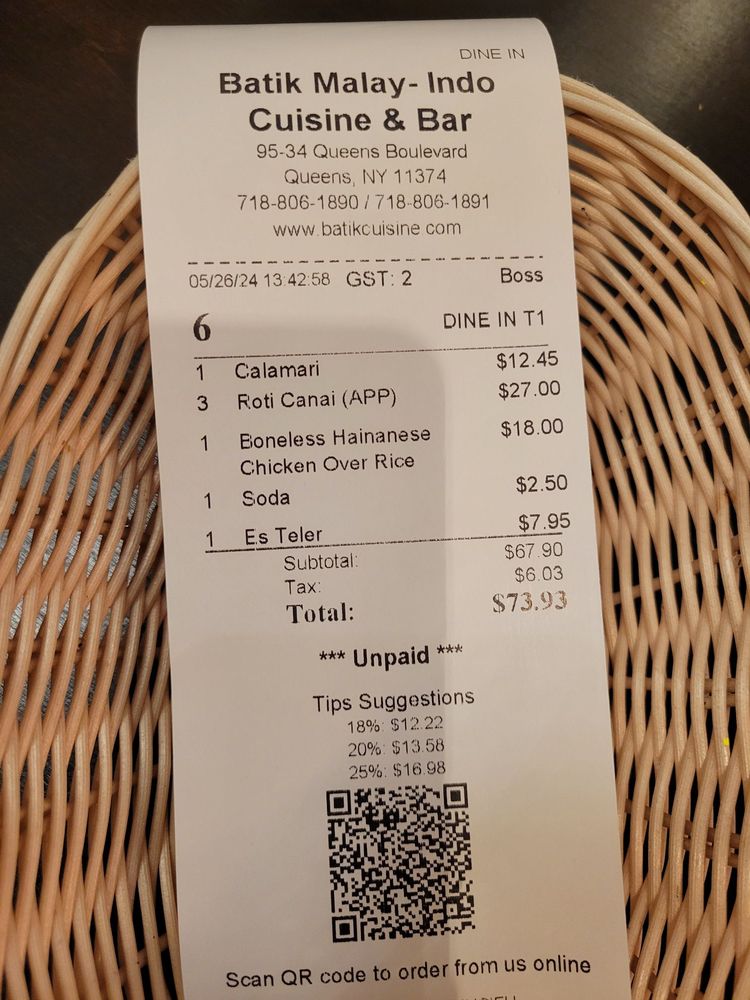 DINE IN
Batik Malay- Indo
Cuisine & Bar
95-34 Queens Boulevard
Queens, NY 11374
718-806-1890 / 718-806-1891
www.batikcuisine.com
05/26/24 13:42:58 GST: 2 Boss
6 DINE IN T1
1 Calamari $12.45
3 Roti Canai (APP) $27.00
1 Boneless Hainanese $18.00
Chicken Over Rice
1 Soda $2.50
1 Es Teler $7.95
Subtotal: $67.90
Tax: $6.03
Total: $73.93
*** Unpaid ***
Tips Suggestions
18%: $12.22
20%: $13.58
25%: $16.98
Scan QR code to order from us online